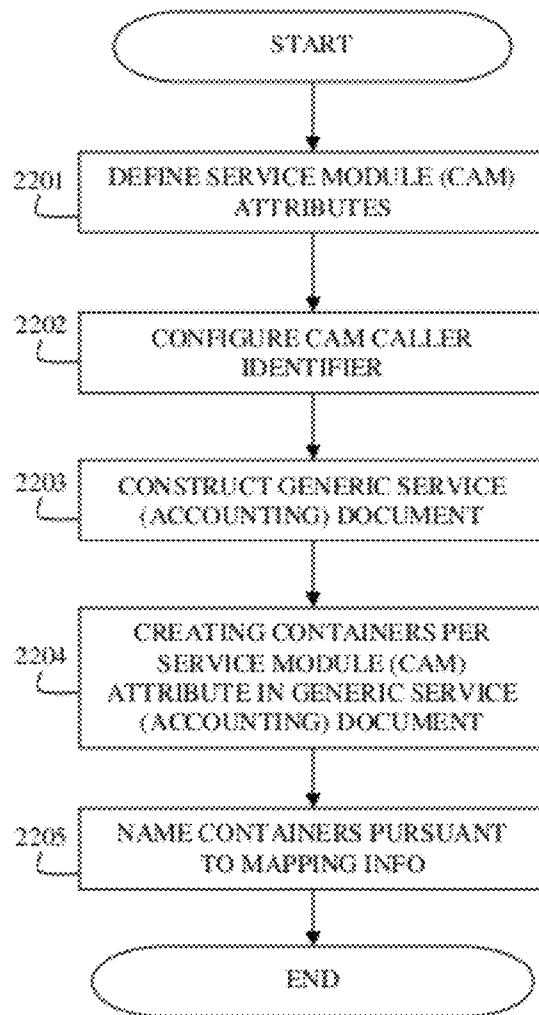 START
2201
DEFINE SERVICE MODULE (CAM)
ATTRIBUTES
2202
CONFIGURE CAM CALLER
IDENTIFIER
2203
CONSTRUCT GENERIC SERVICE
(ACCOUNTING) DOCUMENT
2204
CREATING CONTAINERS PER
SERVICE MODULE (CAM)
ATTRIBUTE IN GENERIC SERVICE
(ACCOUNTING) DOCUMENT
2205
NAME CONTAINERS PURSUANT
TO MAPPING INFO
END